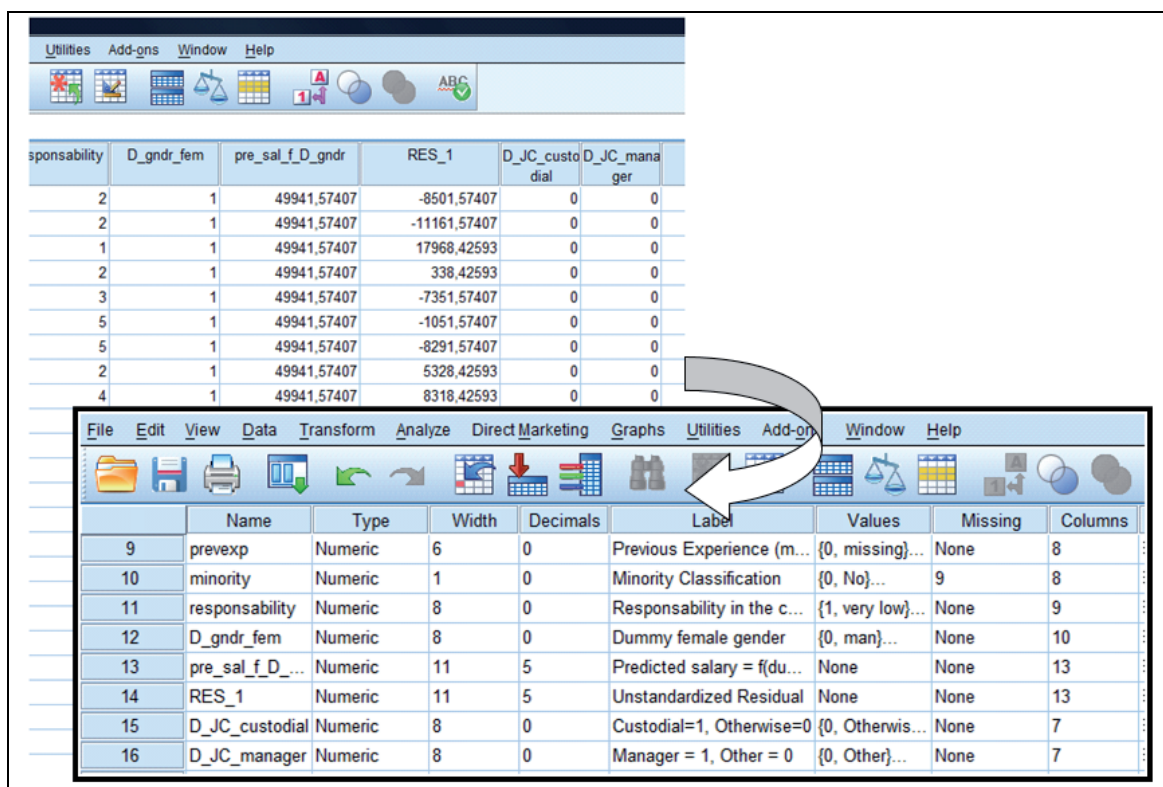 Utilities Add-ons Window Help
A
1
ABC
sponsability D_gndr_fem pre_sal_f_D_gndr RES_1 D_JC_custo D_JC_mana
dial ger
2 1 49941,57407 -8501,57407 0 0
2 1 49941,57407 -11161,57407 0 0
1 1 49941,57407 17968,42593 0 0
2 1 49941,57407 338,42593 0 0
3 1 49941,57407 -7351,57407 0 0
5 1 49941,57407 -1051,57407 0 0
5 1 49941,57407 -8291,57407 0 0
2 1 49941,57407 5328,42593 0 0
4 1 49941,57407 8318,42593 0 0
File Edit View Data Transform Analyze Direct Marketing Graphs Utilities Add-on Window Help
A
1
Name Type Width Decimals Label Values Missing Columns
9 prevexp Numeric 6 0 Previous Experience (m... {0, missing}... None 8
10 minority Numeric 1 0 Minority Classification {0, No}... 9 8
11 responsability Numeric 8 0 Responsability in the c... {1, very low}... None 9
12 D_gndr_fem Numeric 8 0 Dummy female gender {0, man}... None 10
13 pre_sal_f_D_... Numeric 11 5 Predicted salary = f(du... None None 13
14 RES_1 Numeric 11 5 Unstandardized Residual None None 13
15 D_JC_custodial Numeric 8 0 Custodial=1, Otherwise=0 {0, Otherwis... None 7
16 D_JC_manager Numeric 8 0 Manager = 1, Other = 0 {0, Other}... None 7